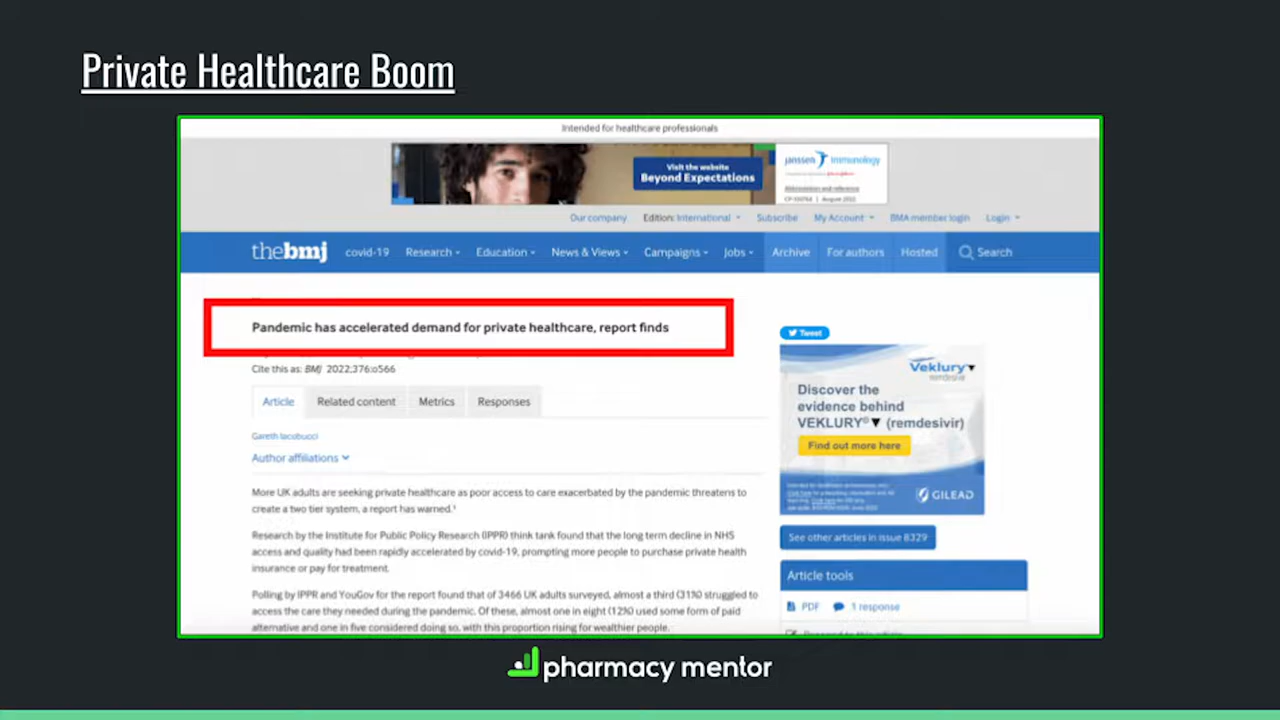 Private Healthcare Boom
Intended for healthcare professionals
Visit the website
Beyond Expectations
janssen Immunology
Abbreviation and reference
August 2022
Our company Edition: International Subscribe My Account BMA member login Login
thebmj covid-19 Research Education News & Views Campaigns Jobs Archive For authors Hosted Search
Pandemic has accelerated demand for private healthcare, report finds
Cite this as: BMJ 2022;376:o566
Article Related content Metrics Responses
Gareth Iacobucci
Author affiliations
More UK adults are seeking private healthcare as poor access to care exacerbated by the pandemic threatens to
create a two tier system, a report has warned.¹
Research by the Institute for Public Policy Research (IPPR) think tank found that the long term decline in NHS
access and quality had been rapidly accelerated by covid-19, prompting more people to purchase private health
insurance or pay for treatment.
Polling by IPPR and YouGov for the report found that of 3466 UK adults surveyed, almost a third (31%) struggled to
access the care they needed during the pandemic. Of these, almost one in eight (12%) used some form of paid
alternative and one in five considered doing so, with this proportion rising for wealthier people.
Tweet
Veklury▼
remdesivir
Discover the
evidence behind
VEKLURY®▼ (remdesivir)
Find out more here
GILEAD
See other articles in issue 8329
Article tools
PDF 1 response
pharmacy mentor